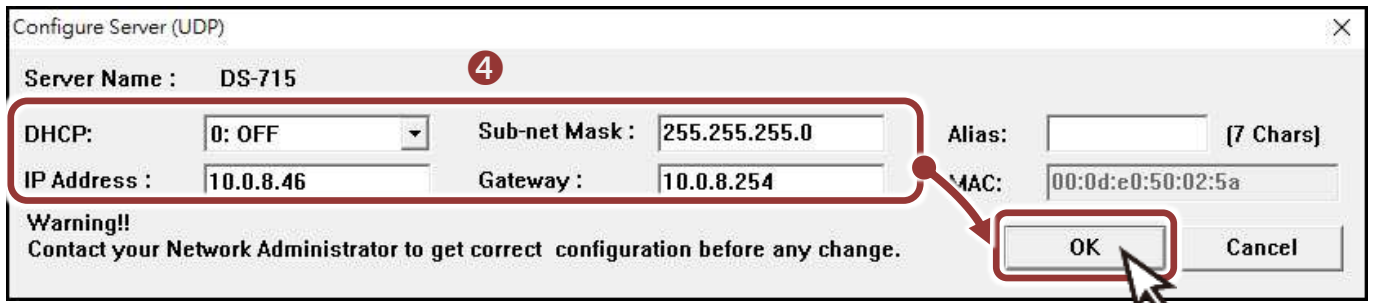 Configure Server (UDP)
Server Name : DS-715
4
DHCP: 0: OFF Sub-net Mask : 255.255.255.0 Alias: (7 Chars)
IP Address : 10.0.8.46 Gateway : 10.0.8.254 MAC: 00:0d:e0:50:02:5a
Warning!!
Contact your Network Administrator to get correct configuration before any change.
OK Cancel